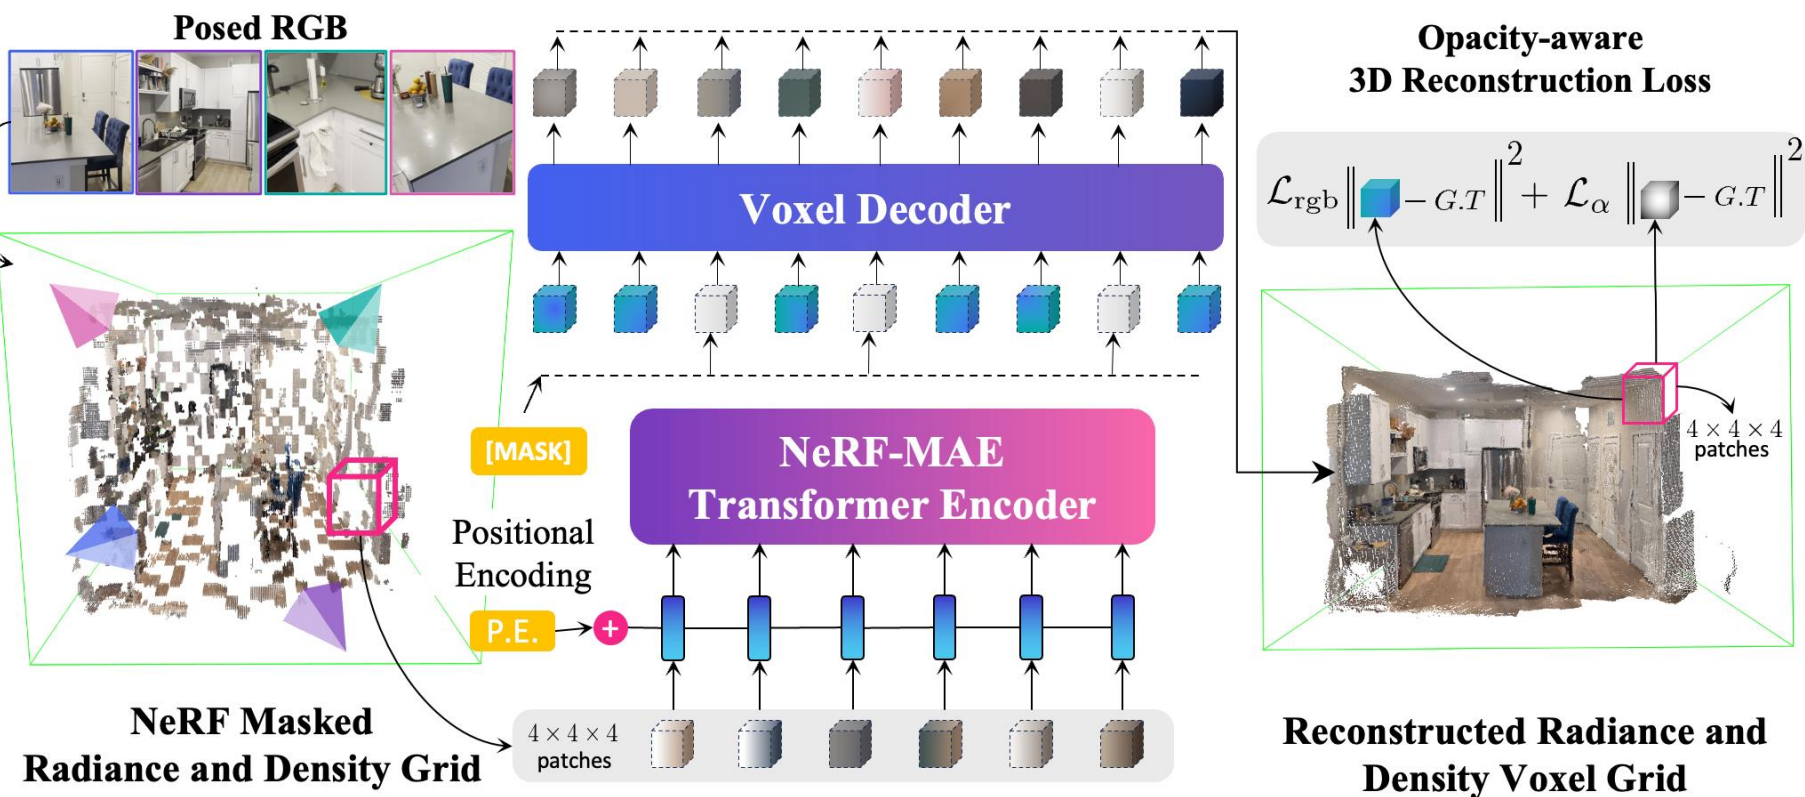 Posed RGB
Opacity-aware
3D Reconstruction Loss
Voxel Decoder
ℒrgb ‖ − G.T ‖² + ℒα ‖ − G.T ‖²
[MASK]
NeRF-MAE
Transformer Encoder
4 × 4 × 4
patches
Positional
Encoding
P.E.
+
NeRF Masked
Radiance and Density Grid
4 × 4 × 4
patches
Reconstructed Radiance and
Density Voxel Grid